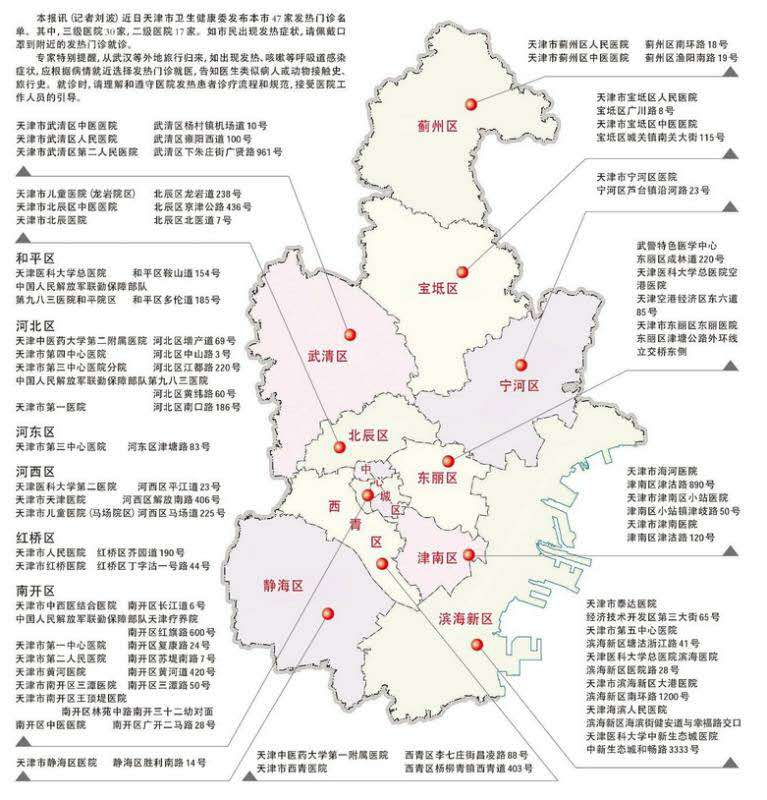 本报讯(记者刘波)近日天津市卫生健康委发布本市47家发热门诊名
单。其中,三级医院30家,二级医院17家。如市民出现发热症状,请佩戴口
罩到附近的发热门诊就诊。
专家特别提醒,从武汉等外地旅行归来,如出现发热、咳嗽等呼吸道感染
症状,应根据病情就近选择发热门诊就医,告知医生类似病人或动物接触史、
旅行史。就诊时,请理解和遵守医院发热患者诊疗流程和规范,接受医院工
作人员的引导。
天津市武清区中医医院 武清区杨村镇机场道10号
天津市武清区人民医院 武清区雍阳西道100号
天津市武清区第二人民医院 武清区下朱庄街广贤路961号
天津市儿童医院(龙岩院区) 北辰区龙岩道238号
天津市北辰区中医医院 北辰区京津公路436号
天津市北辰医院 北辰区北医道7号
和平区
天津医科大学总医院 和平区鞍山道154号
中国人民解放军联勤保障部队
第九八三医院和平院区 和平区多伦道185号
河北区
天津中医药大学第二附属医院 河北区增产道69号
天津市第四中心医院 河北区中山路3号
天津市第三中心医院分院 河北区江都路220号
中国人民解放军联勤保障部队第九八三医院
河北区黄纬路60号
天津市第一医院 河北区南口路186号
河东区
天津市第三中心医院 河东区津塘路83号
河西区
天津医科大学第二医院 河西区平江道23号
天津市天津医院 河西区解放南路406号
天津市儿童医院(马场院区) 河西区马场道225号
红桥区
天津市人民医院 红桥区芥园道190号
天津市红桥医院 红桥区丁字沽一号路44号
南开区
天津市中西医结合医院 南开区长江道6号
中国人民解放军联勤保障部队天津疗养院
南开区红旗路600号
天津市第一中心医院 南开区复康路24号
天津市第二人民医院 南开区苏堤南路7号
天津市黄河医院 南开区黄河道420号
天津市南开区三潭医院 南开区三潭路50号
天津市南开区王顶堤医院
南开区林苑中路南开三十二幼对面
南开区中医医院 南开区广开二马路28号
天津市静海区医院 静海区胜利南路14号
天津中医药大学第一附属医院 西青区李七庄街昌凌路88号
天津市西青医院 西青区杨柳青镇西青道403号
天津市蓟州区人民医院 蓟州区南环路18号
天津市蓟州区中医医院 蓟州区渔阳南路19号
天津市宝坻区人民医院
宝坻区广川路8号
天津市宝坻区中医医院
宝坻区城关镇南关大街115号
天津市宁河区医院
宁河区芦台镇沿河路23号
武警特色医学中心
东丽区成林道220号
天津医科大学总医院空
港医院
天津空港经济区东六道
85号
天津市东丽区东丽医院
东丽区津塘公路外环线
立交桥东侧
天津市海河医院
津南区津沽路890号
天津市津南区小站医院
津南区小站镇津岐路50号
天津市津南医院
津南区津沽路120号
天津市泰达医院
经济技术开发区第三大街65号
天津市第五中心医院
滨海新区塘沽浙江路41号
天津医科大学总医院滨海医院
滨海新区医院路28号
天津市滨海新区大港医院
滨海新区南环路1200号
天津海滨人民医院
滨海新区海滨街健安道与幸福路交口
天津医科大学中新生态城医院
中新生态城和畅路3333号
蓟州区
宝坻区
武清区
宁河区
北辰区
东丽区
中心城区
西青区
津南区
静海区
滨海新区